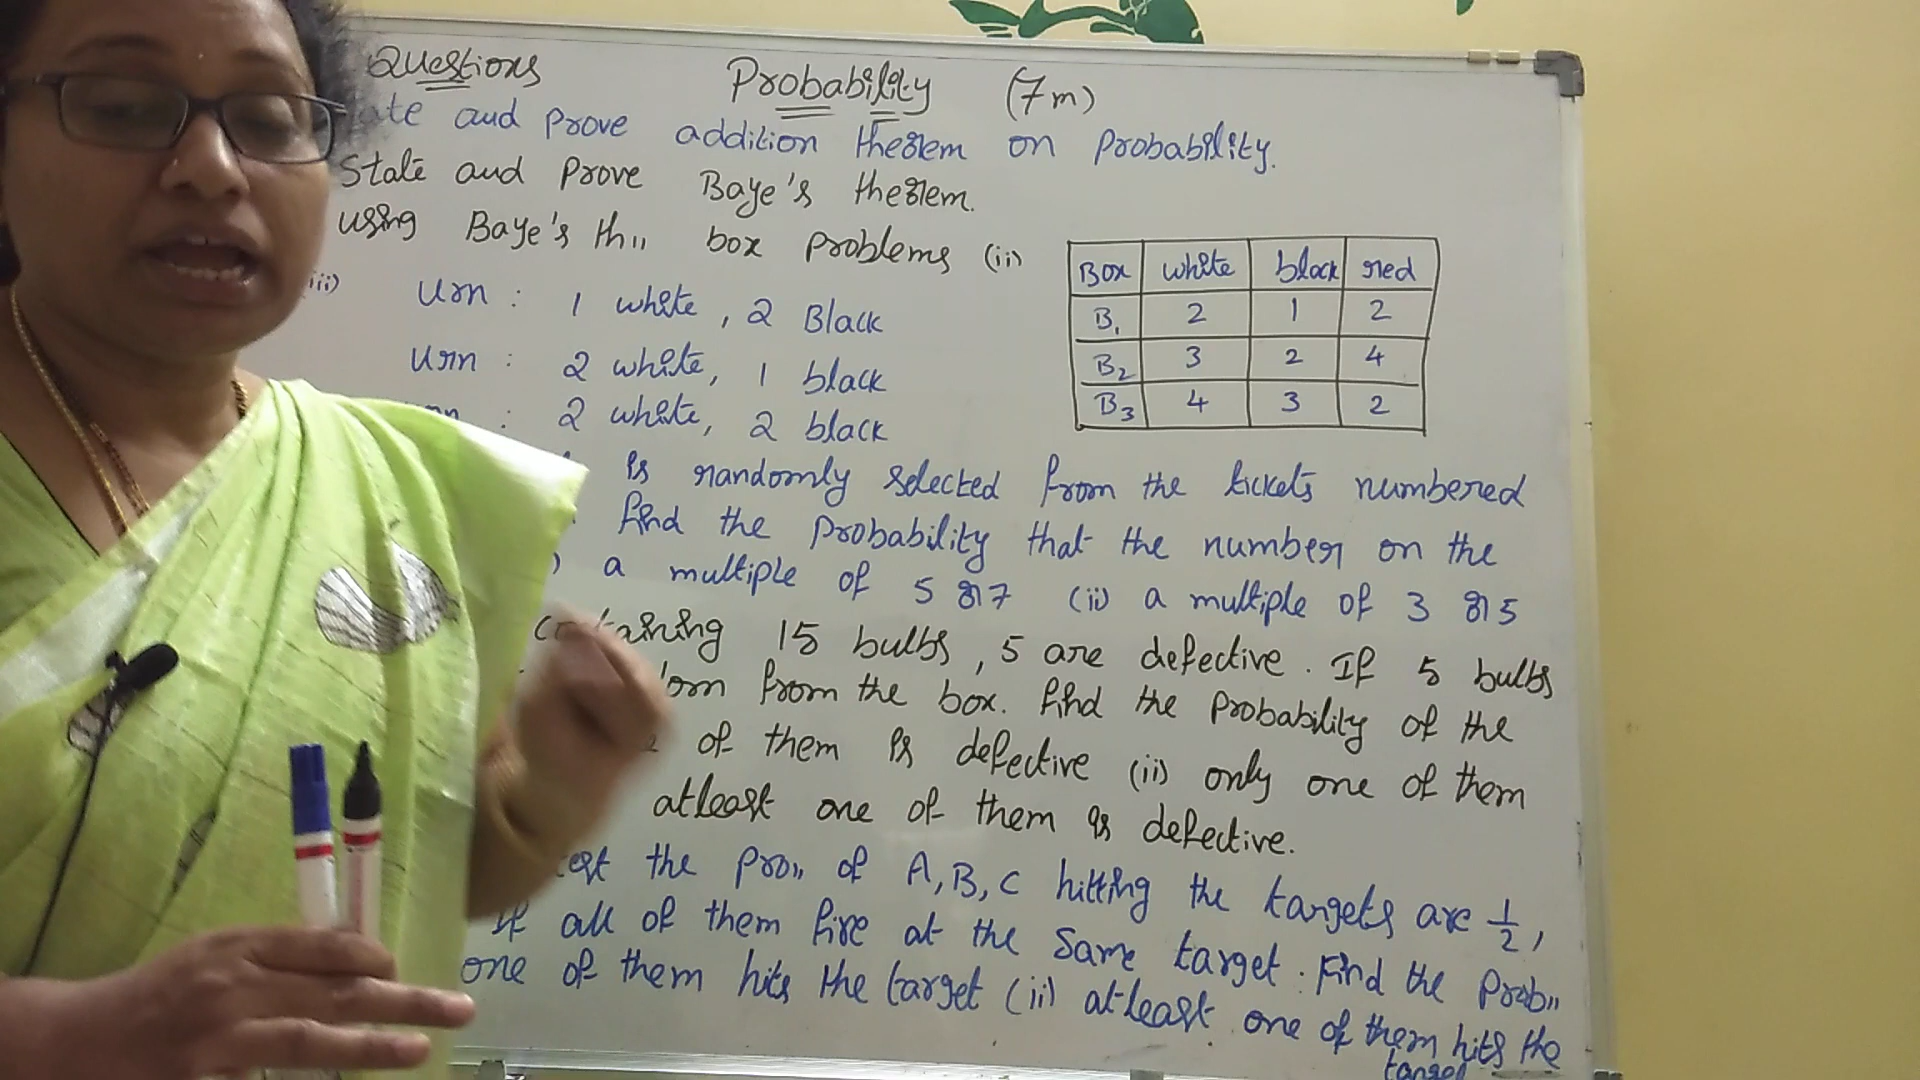 Questions Probability (7m)
ate and prove addition theorem on probability.
State and prove Baye's theorem.
using Baye's th,, box problems (ii)
Box white black red
B1 2 1 2
B2 3 2 4
B3 4 3 2
iii) Urn : 1 white, 2 Black
Urn : 2 white, 1 black
: 2 white, 2 black
is randomly selected from the tickets numbered
find the probability that the number on the
) a multiple of 5 or 7 (ii) a multiple of 3 or 5
15 bulbs, 5 are defective. If 5 bulbs
dom from the box. find the probability of the
of them is defective (ii) only one of them
atleast one of them is defective.
the pro,, of A, B, C hitting the targets are 1/2,
If all of them fire at the same target. Find the Prob,,
one of them hits the target (ii) at least one of them hits the
target